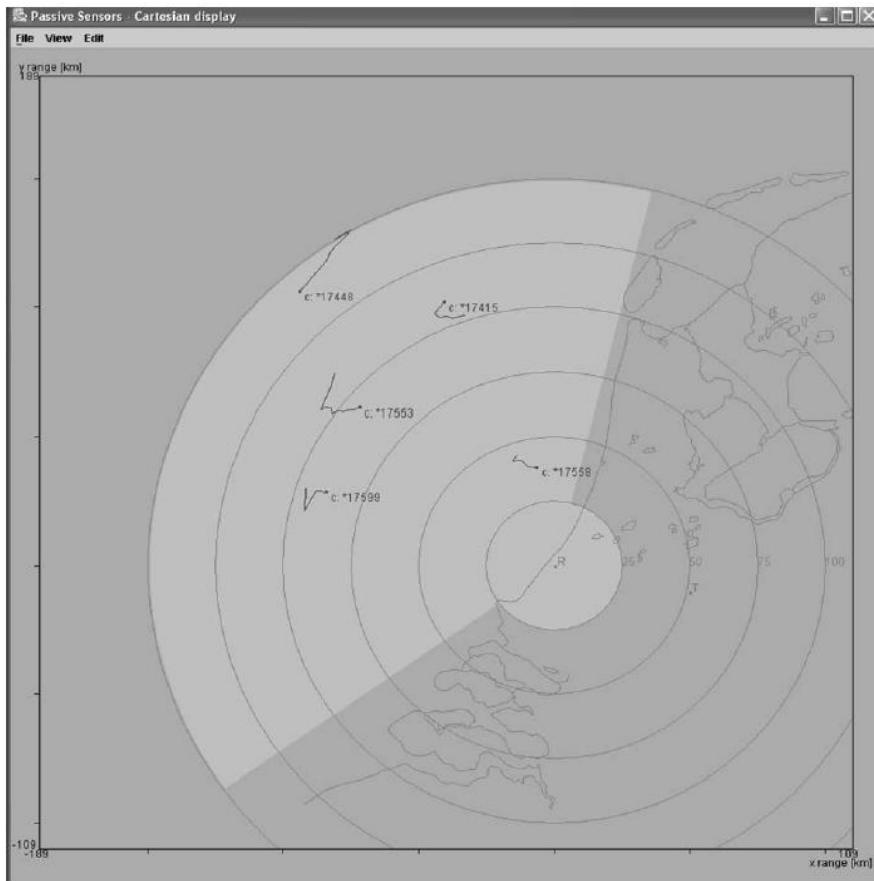 Passive Sensors - Cartesian display
File View Edit
y range [km]
189
c: *17448
c: *17415
c: *17553
c: *17558
c: *17599
R 25 50 75 100
T
-109
-189 109
x range [km]